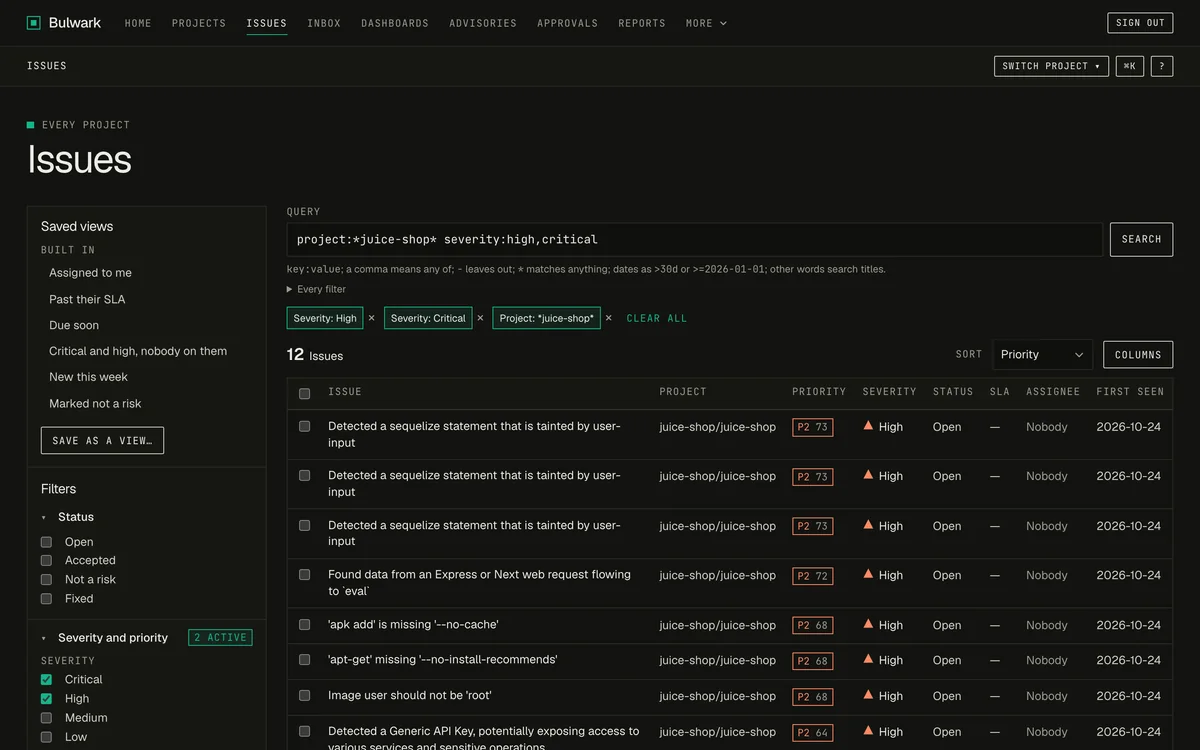 Bulwark HOME PROJECTS ISSUES INBOX DASHBOARDS ADVISORIES APPROVALS REPORTS MORE SIGN OUT
ISSUES SWITCH PROJECT ▾ ⌘K ?
EVERY PROJECT
Issues
Saved views
BUILT IN
Assigned to me
Past their SLA
Due soon
Critical and high, nobody on them
New this week
Marked not a risk
SAVE AS A VIEW…
Filters
▾ Status
Open
Accepted
Not a risk
Fixed
▾ Severity and priority 2 ACTIVE
SEVERITY
Critical
High
Medium
Low
QUERY
project:*juice-shop* severity:high,critical SEARCH
key:value; a comma means any of; - leaves out; * matches anything; dates as >30d or >=2026-01-01; other words search titles.
▶ Every filter
Severity: High × Severity: Critical × Project: *juice-shop* × CLEAR ALL
12 Issues SORT Priority COLUMNS
ISSUE PROJECT PRIORITY SEVERITY STATUS SLA ASSIGNEE FIRST SEEN
Detected a sequelize statement that is tainted by user- juice-shop/juice-shop P2 73 High Open — Nobody 2026-10-24
input
Detected a sequelize statement that is tainted by user- juice-shop/juice-shop P2 73 High Open — Nobody 2026-10-24
input
Detected a sequelize statement that is tainted by user- juice-shop/juice-shop P2 73 High Open — Nobody 2026-10-24
input
Found data from an Express or Next web request flowing juice-shop/juice-shop P2 72 High Open — Nobody 2026-10-24
to `eval`
'apk add' is missing '--no-cache' juice-shop/juice-shop P2 68 High Open — Nobody 2026-10-24
'apt-get' missing '--no-install-recommends' juice-shop/juice-shop P2 68 High Open — Nobody 2026-10-24
Image user should not be 'root' juice-shop/juice-shop P2 68 High Open — Nobody 2026-10-24
Detected a Generic API Key, potentially exposing access to juice-shop/juice-shop P2 64 High Open — Nobody 2026-10-24
various services and sensitive operations